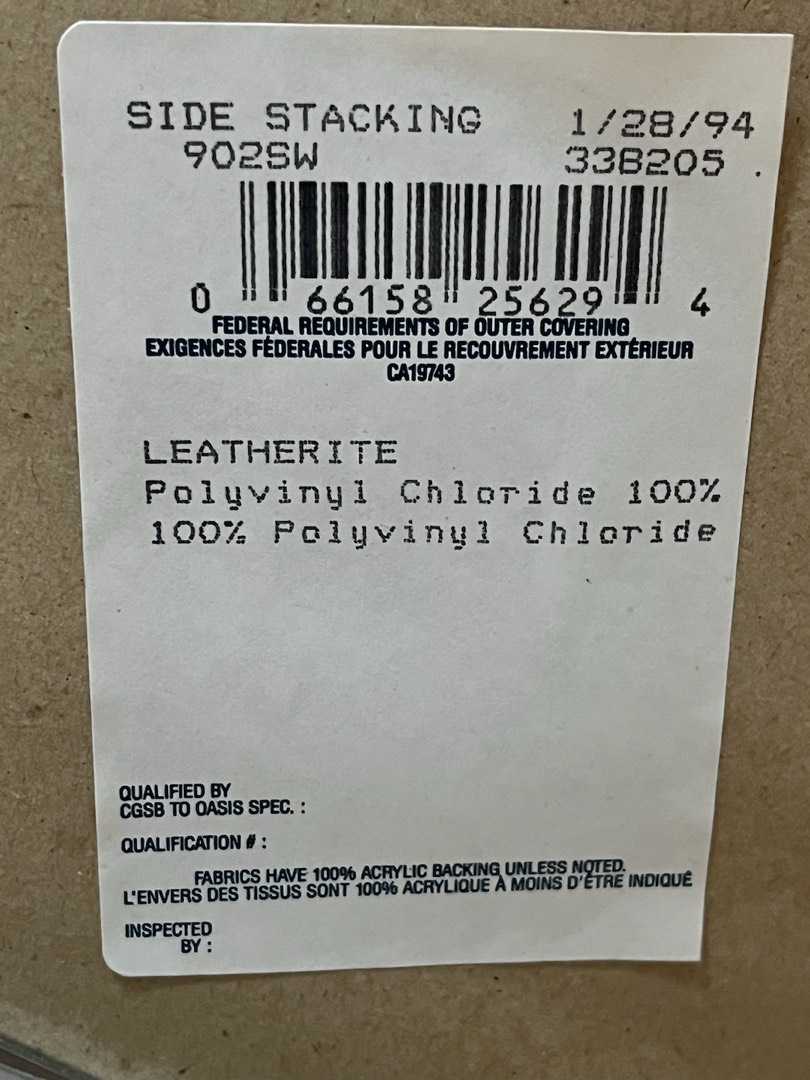 SIDE STACKING 1/28/94
902SW 338205 .
0 66158 25629 4
FEDERAL REQUIREMENTS OF OUTER COVERING
EXIGENCES FÉDERALES POUR LE RECOUVREMENT EXTÉRIEUR
CA19743
LEATHERITE
Polyvinyl Chloride 100%
100% Polyvinyl Chloride
QUALIFIED BY
CGSB TO OASIS SPEC. :
QUALIFICATION # :
FABRICS HAVE 100% ACRYLIC BACKING UNLESS NOTED.
L'ENVERS DES TISSUS SONT 100% ACRYLIQUE À MOINS D'ÊTRE INDIQUÉ
INSPECTED
BY :